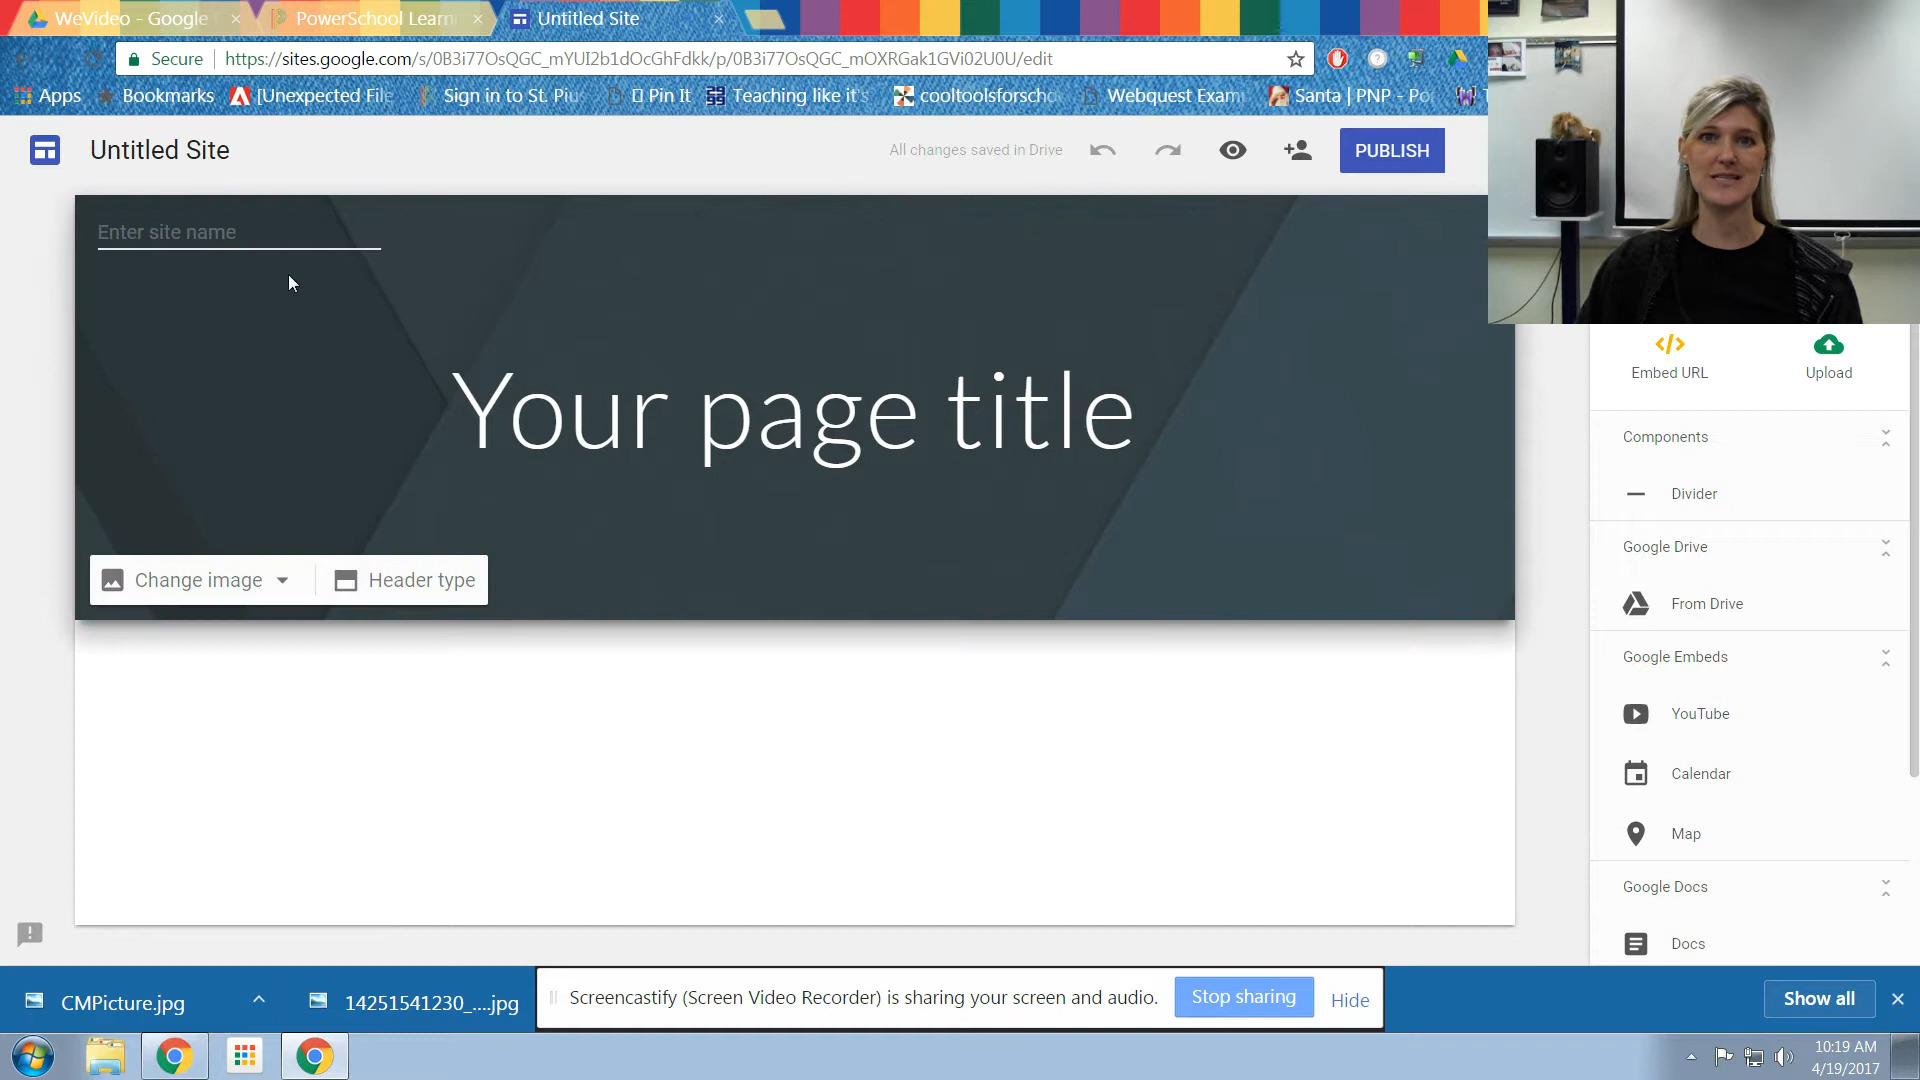 WeVideo - Google
PowerSchool Learn
Untitled Site
Secure
https://sites.google.com/s/0B3i77OsQGC_mYUI2b1dOcGhFdkk/p/0B3i77OsQGC_mOXRGak1GVi02U0U/edit
Apps
Bookmarks
[Unexpected File
Sign in to St. Piu
Pin It
Teaching like it's
cooltoolsforscho
Webquest Exam
Santa | PNP - Po
Untitled Site
All changes saved in Drive
PUBLISH
Enter site name
Your page title
Change image
Header type
Embed URL
Upload
Components
Divider
Google Drive
From Drive
Google Embeds
YouTube
Calendar
Map
Google Docs
Docs
CMPicture.jpg
14251541230_....jpg
Screencastify (Screen Video Recorder) is sharing your screen and audio.
Stop sharing
Hide
Show all
10:19 AM
4/19/2017